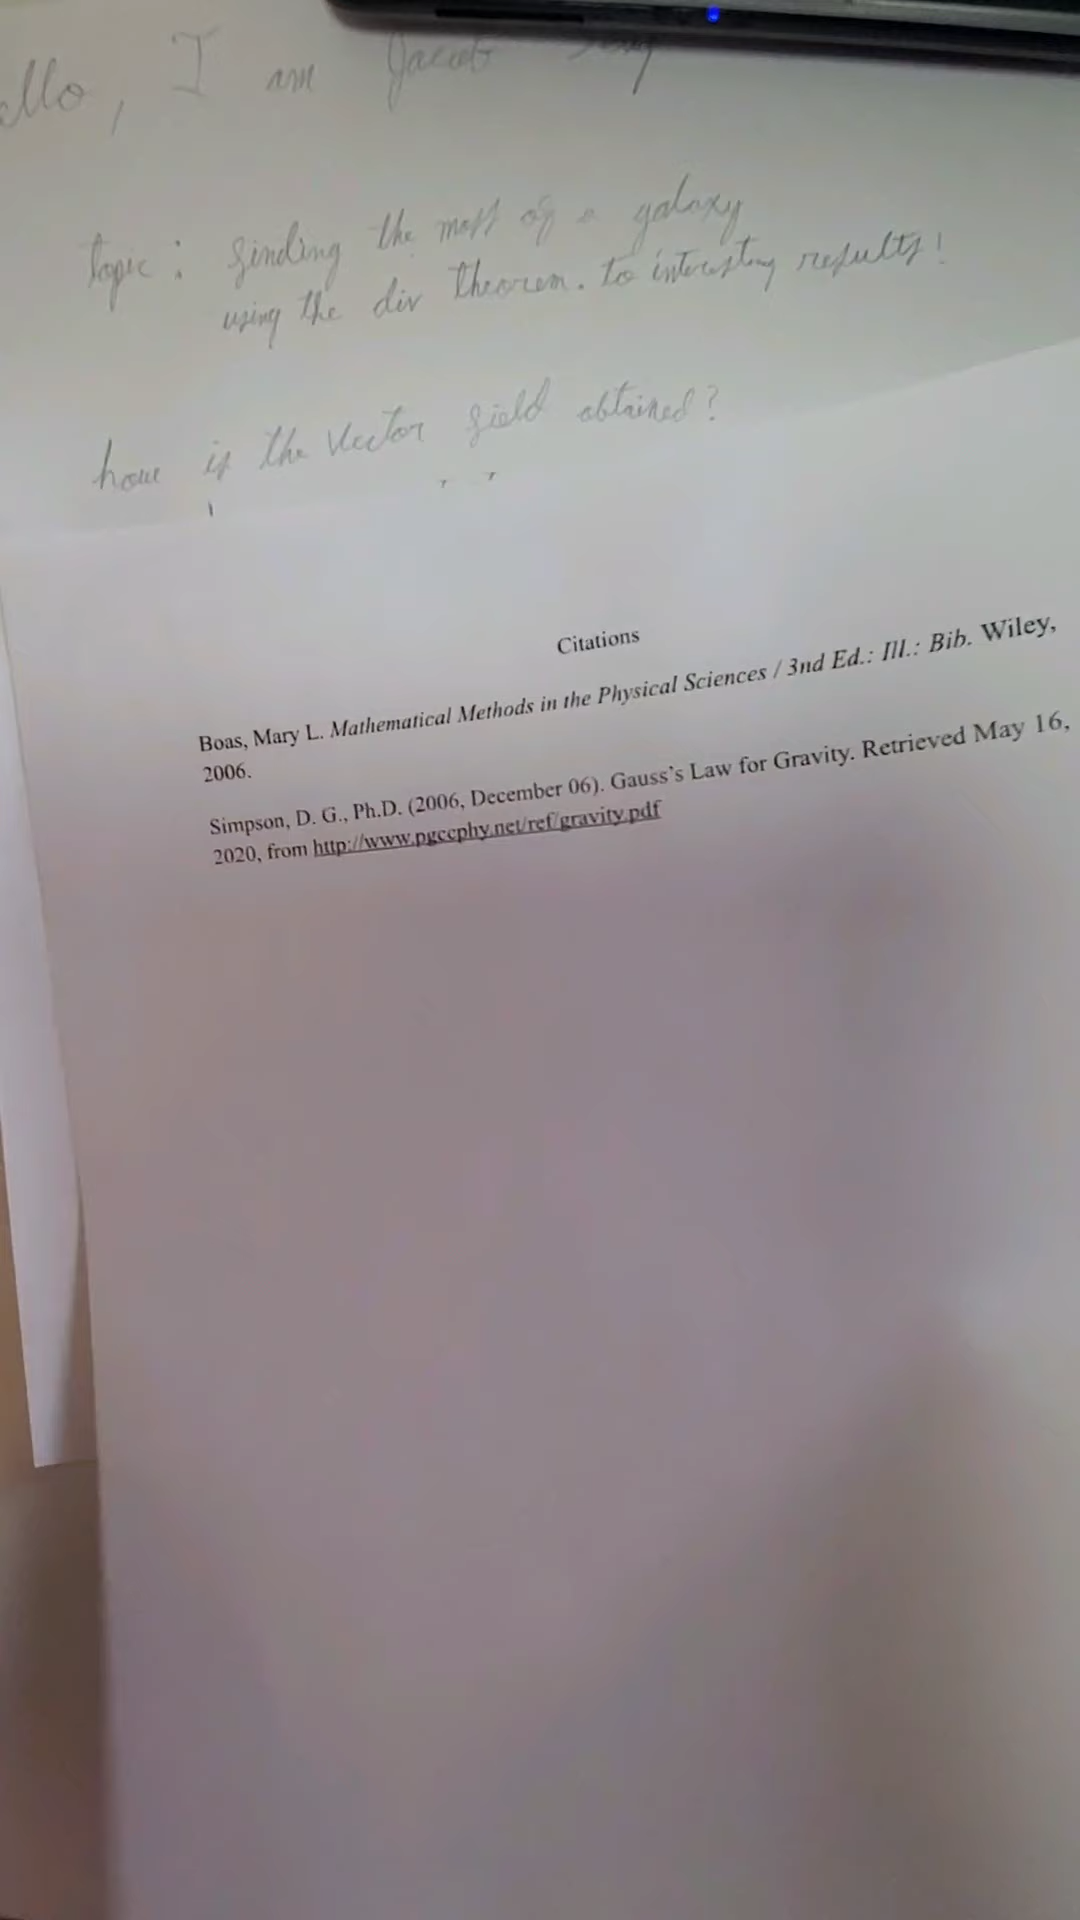 ello, I am Jacob
topic: finding the mass of a galaxy
using the div theorem. to interesting results!
how is the vector field obtained?
Citations
Boas, Mary L. Mathematical Methods in the Physical Sciences / 3nd Ed.: Ill.: Bib. Wiley,
2006.
Simpson, D. G., Ph.D. (2006, December 06). Gauss's Law for Gravity. Retrieved May 16,
2020, from http://www.pgccphy.net/ref/gravity.pdf